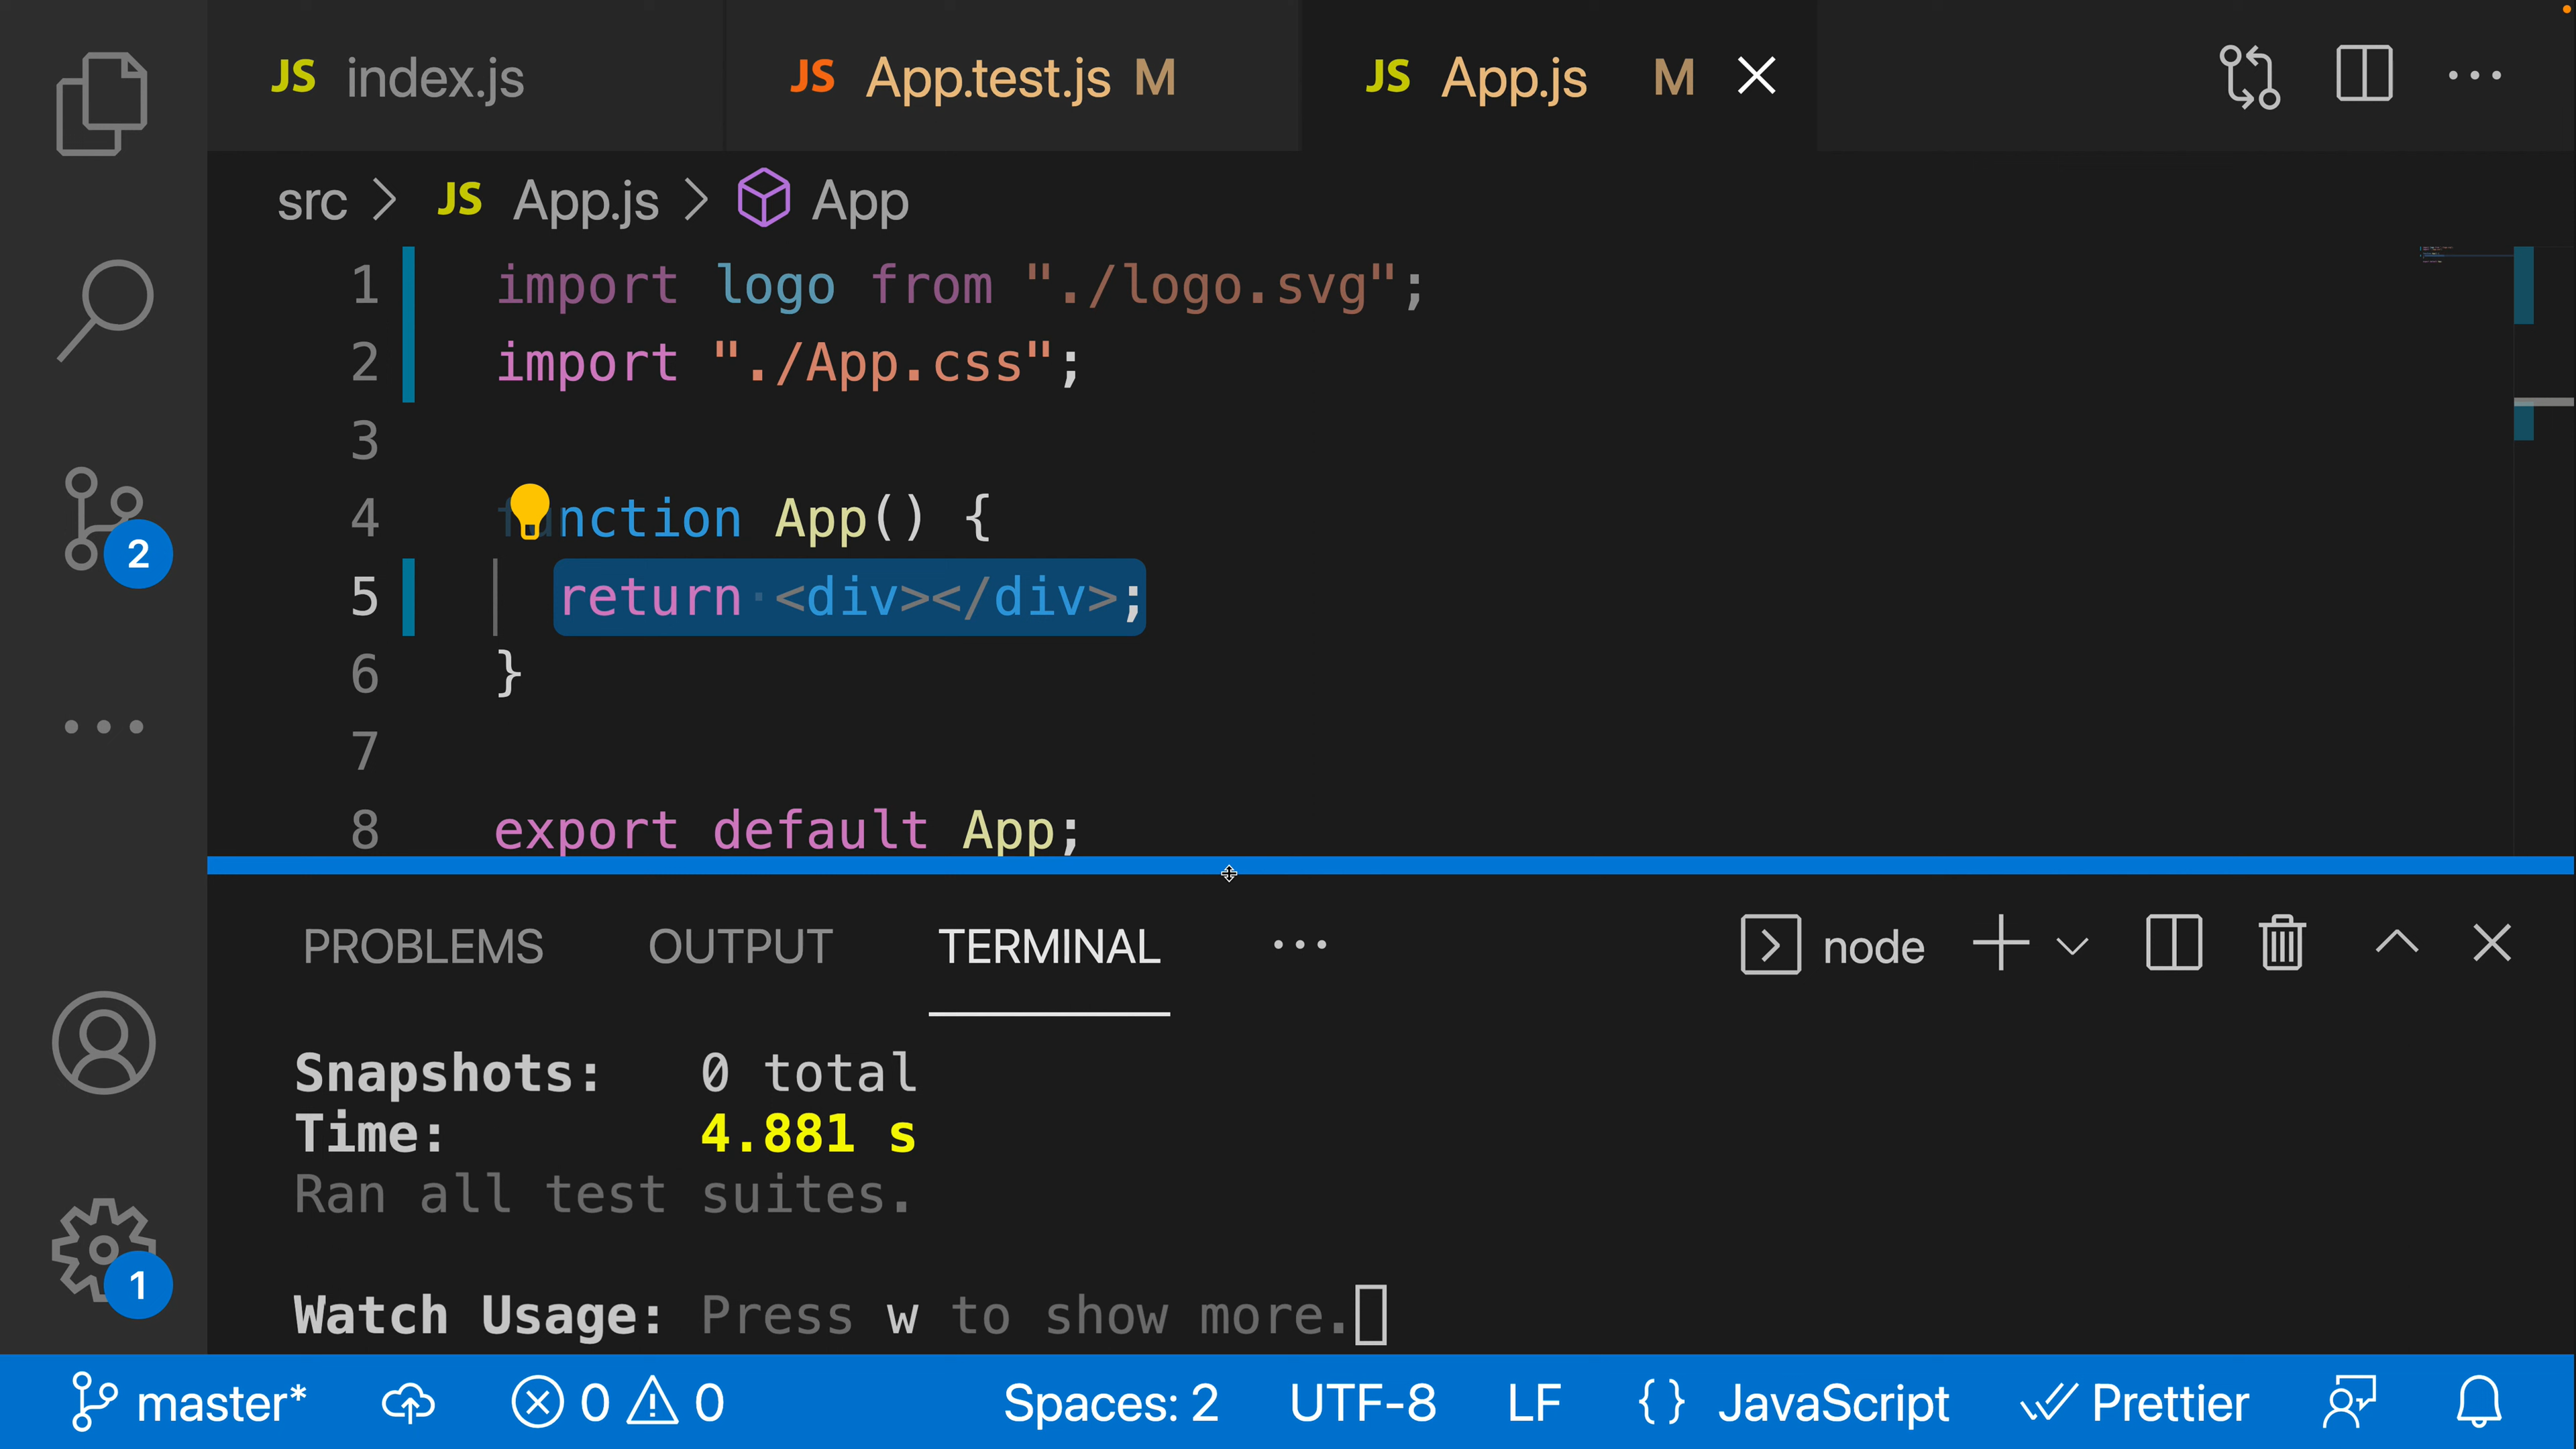 JS index.js JS App.test.js M JS App.js M
src JS App.js App
1 import logo from "./logo.svg";
2 import "./App.css";
3
4 function App() {
5 return <div></div>;
6 }
7
8 export default App;
2
1
PROBLEMS OUTPUT TERMINAL node
Snapshots: 0 total
Time: 4.881 s
Ran all test suites.
Watch Usage: Press w to show more.
master* 0 0 Spaces: 2 UTF-8 LF {} JavaScript Prettier